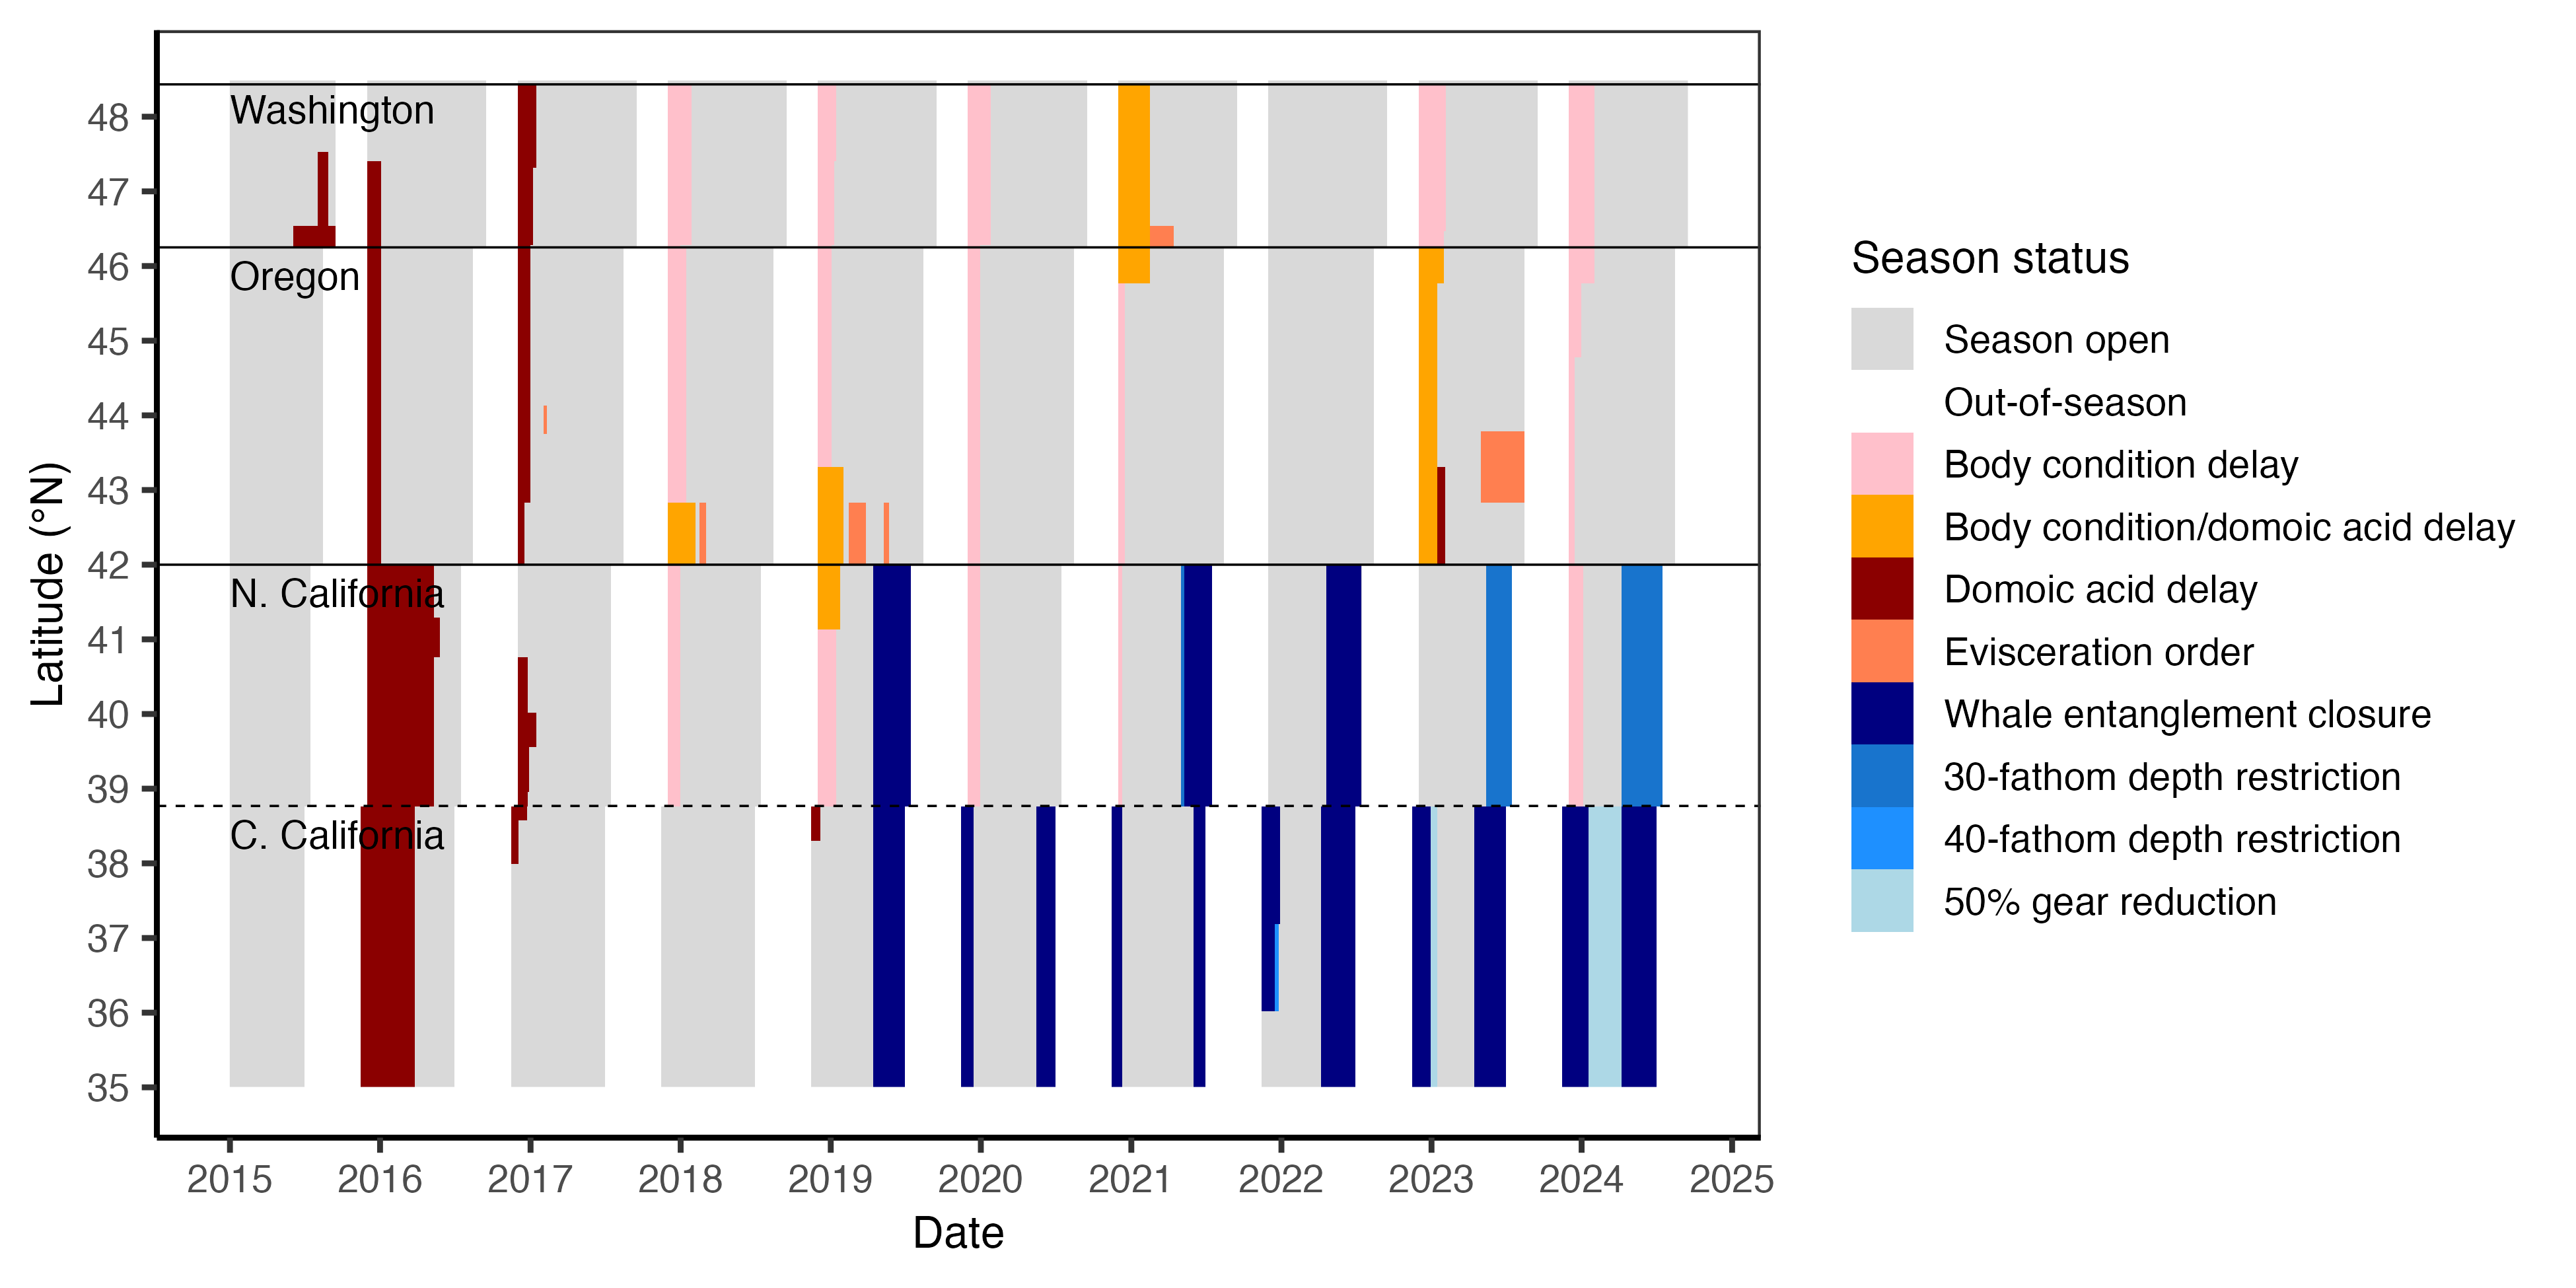 Washington
Oregon
N. California
C. California
48
47
46
45
44
43
42
41
40
39
38
37
36
35
Latitude (°N)
2015 2016 2017 2018 2019 2020 2021 2022 2023 2024 2025
Date
Season status
Season open
Out-of-season
Body condition delay
Body condition/domoic acid delay
Domoic acid delay
Evisceration order
Whale entanglement closure
30-fathom depth restriction
40-fathom depth restriction
50% gear reduction